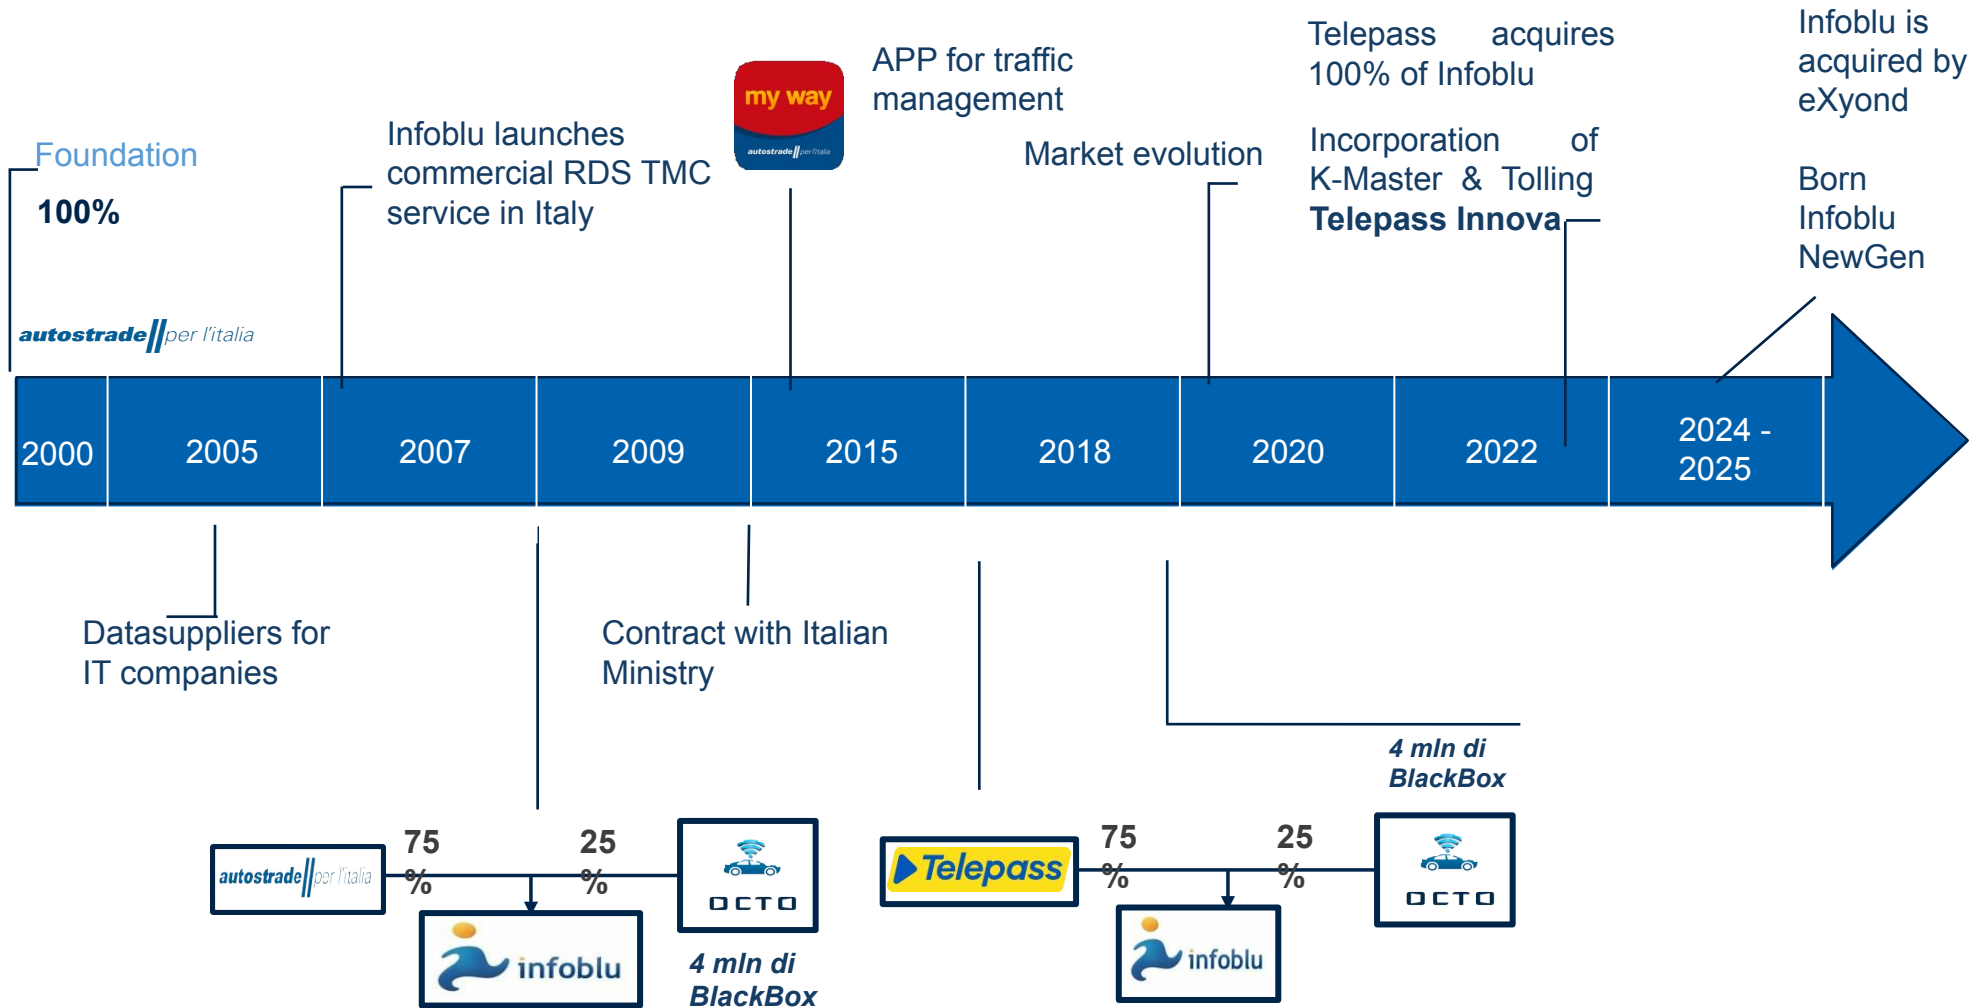 Foundation
100%
autostrade per l'italia
Infoblu launches
commercial RDS TMC
service in Italy
my way
autostrade per l'italia
APP for traffic
management
Market evolution
Telepass acquires
100% of Infoblu
Incorporation of
K-Master & Tolling
Telepass Innova
Infoblu is
acquired by
eXyond
Born
Infoblu
NewGen
2000
2005
2007
2009
2015
2018
2020
2022
2024 -
2025
Datasuppliers for
IT companies
Contract with Italian
Ministry
autostrade per l'italia
75
%
25
%
OCTO
infoblu
4 mln di
BlackBox
Telepass
75
%
25
%
4 mln di
BlackBox
OCTO
infoblu